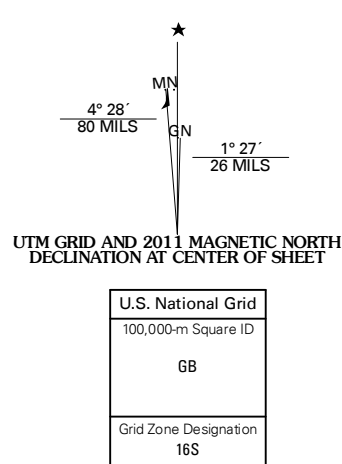 ★
MN
4° 28´
80 MILS
GN
1° 27´
26 MILS
UTM GRID AND 2011 MAGNETIC NORTH
DECLINATION AT CENTER OF SHEET
U.S. National Grid
100,000-m Square ID
GB
Grid Zone Designation
16S